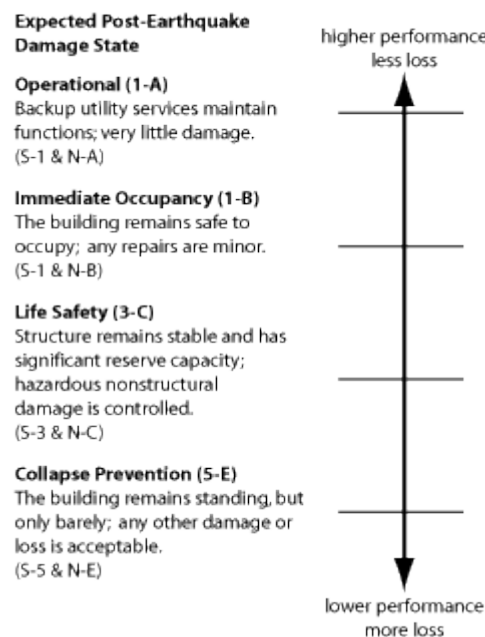 Expected Post-Earthquake
Damage State
higher performance
less loss
Operational (1-A)
Backup utility services maintain
functions; very little damage.
(S-1 & N-A)
Immediate Occupancy (1-B)
The building remains safe to
occupy; any repairs are minor.
(S-1 & N-B)
Life Safety (3-C)
Structure remains stable and has
significant reserve capacity;
hazardous nonstructural
damage is controlled.
(S-3 & N-C)
Collapse Prevention (5-E)
The building remains standing, but
only barely; any other damage or
loss is acceptable.
(S-5 & N-E)
lower performance
more loss